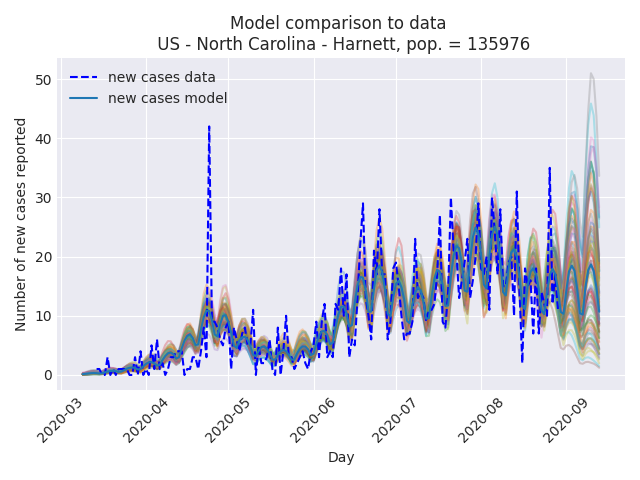 Model comparison to data
US - North Carolina - Harnett, pop. = 135976
new cases data
new cases model
Number of new cases reported
50
40
30
20
10
0
2020-03
2020-04
2020-05
2020-06
2020-07
2020-08
2020-09
Day